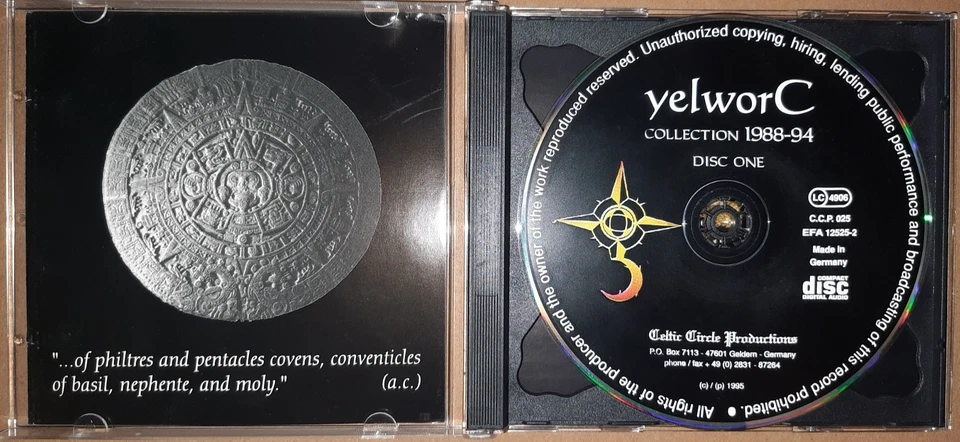 "...of philtres and pentacles covens, conventicles
of basil, nephente, and moly."
(a.c.)
yelworC
COLLECTION 1988-94
DISC ONE
LC 4906
C.C.P. 025
EFA 12525-2
Made in
Germany
COMPACT
disc
DIGITAL AUDIO
Celtic Circle Productions
P.O. Box 7113 - 47601 Geldern - Germany
phone / fax + 49 (0) 2831 - 87264
(c) / (p) 1995
All rights of the producer and the owner of the work reproduced reserved. Unauthorized copying, hiring, lending public performance and broadcasting of this record prohibited.